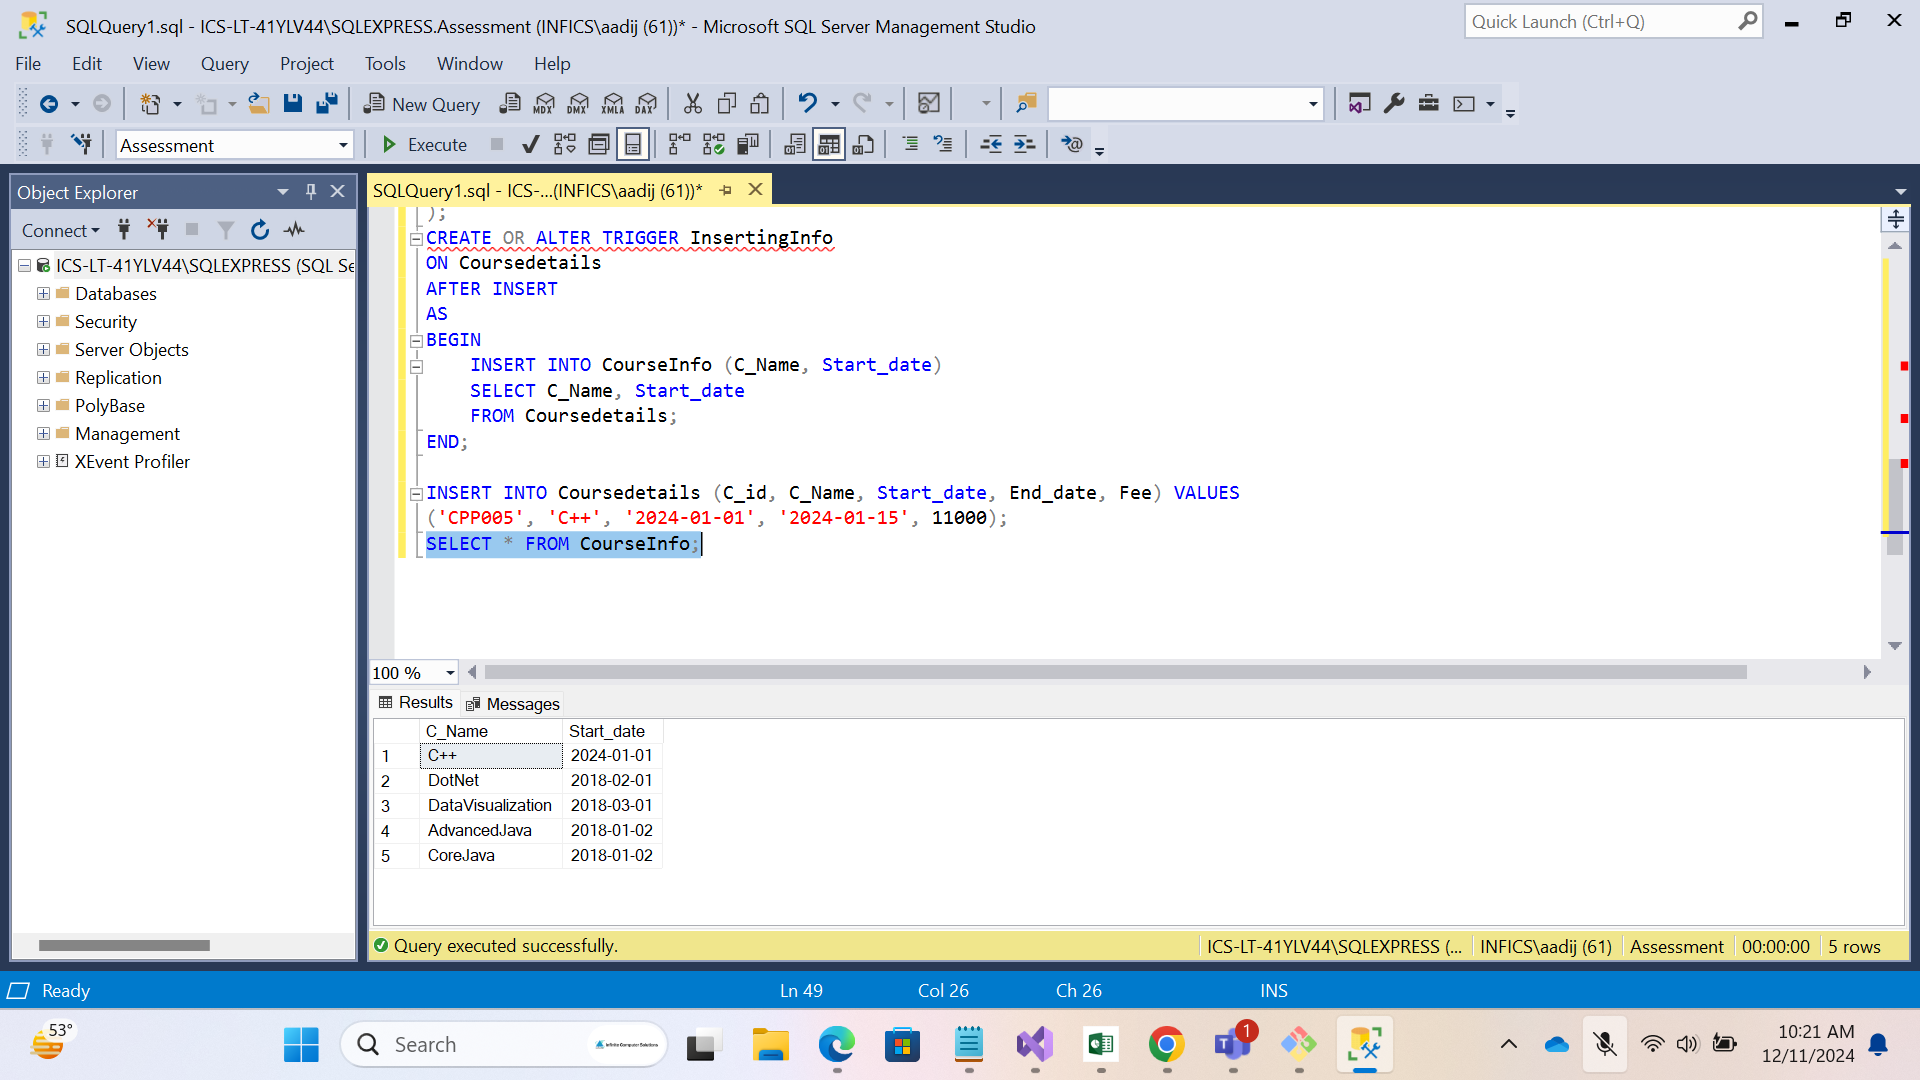 SQLQuery1.sql - ICS-LT-41YLV44\SQLEXPRESS.Assessment (INFICS\aadij (61))* - Microsoft SQL Server Management Studio
Quick Launch (Ctrl+Q)
File Edit View Query Project Tools Window Help
New Query MDX DMX XMLA DAX
Assessment Execute
Object Explorer
SQLQuery1.sql - ICS-...(INFICS\aadij (61))*
Connect
ICS-LT-41YLV44\SQLEXPRESS (SQL Se
Databases
Security
Server Objects
Replication
PolyBase
Management
XEvent Profiler
);
CREATE OR ALTER TRIGGER InsertingInfo
ON Coursedetails
AFTER INSERT
AS
BEGIN
INSERT INTO CourseInfo (C_Name, Start_date)
SELECT C_Name, Start_date
FROM Coursedetails;
END;
INSERT INTO Coursedetails (C_id, C_Name, Start_date, End_date, Fee) VALUES
('CPP005', 'C++', '2024-01-01', '2024-01-15', 11000);
SELECT * FROM CourseInfo;
100 %
Results Messages
C_Name Start_date
1 C++ 2024-01-01
2 DotNet 2018-02-01
3 DataVisualization 2018-03-01
4 AdvancedJava 2018-01-02
5 CoreJava 2018-01-02
Query executed successfully. ICS-LT-41YLV44\SQLEXPRESS (... INFICS\aadij (61) Assessment 00:00:00 5 rows
Ready Ln 49 Col 26 Ch 26 INS
53°
Search
Infinite Computer Solutions
1
10:21 AM
12/11/2024